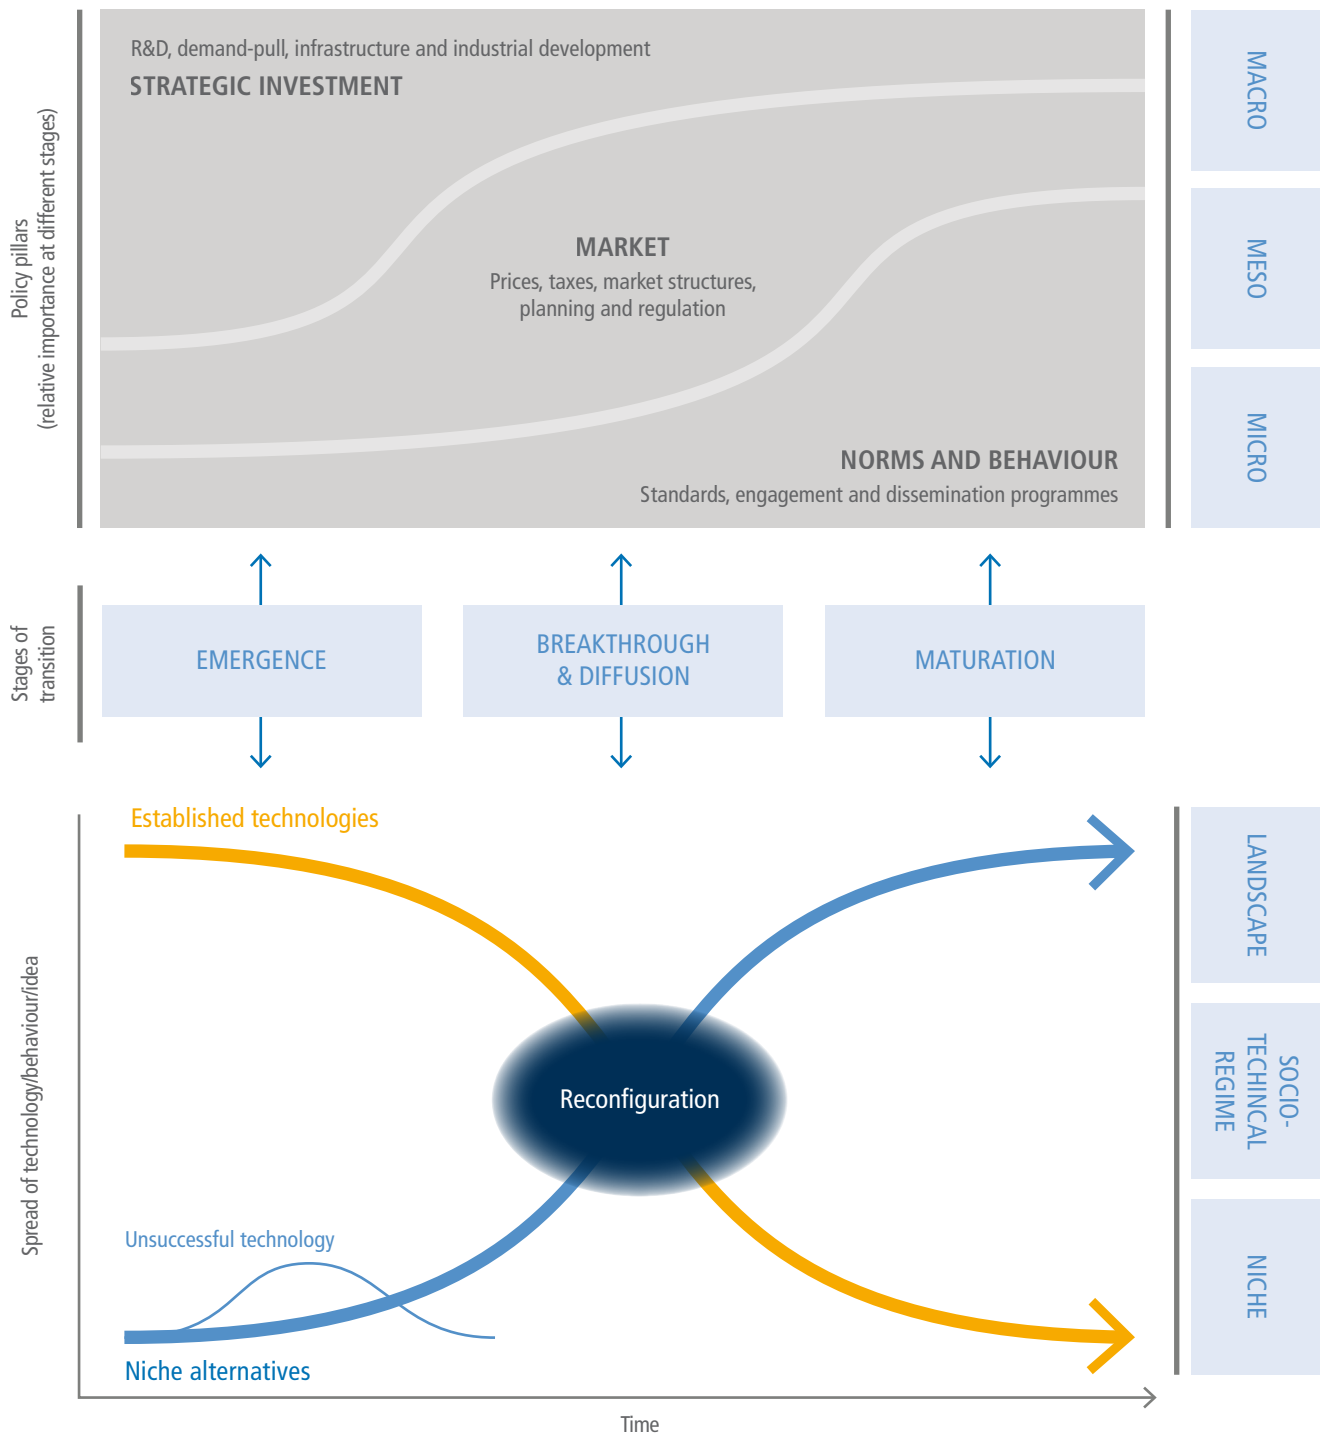 R&D, demand-pull, infrastructure and industrial development
STRATEGIC INVESTMENT
MARKET
Prices, taxes, market structures,
planning and regulation
NORMS AND BEHAVIOUR
Standards, engagement and dissemination programmes
Policy pillars
(relative importance at different stages)
MACRO
MESO
MICRO
Stages of
transition
EMERGENCE
BREAKTHROUGH
& DIFFUSION
MATURATION
Spread of technology/behaviour/idea
Established technologies
Reconfiguration
Unsuccessful technology
Niche alternatives
Time
LANDSCAPE
SOCIO-
TECHINCAL
REGIME
NICHE